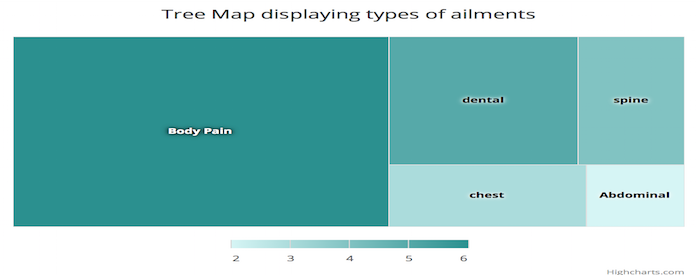 Tree Map displaying types of ailments
Body Pain
dental
spine
chest
Abdominal
2 3 4 5 6
Highcharts.com